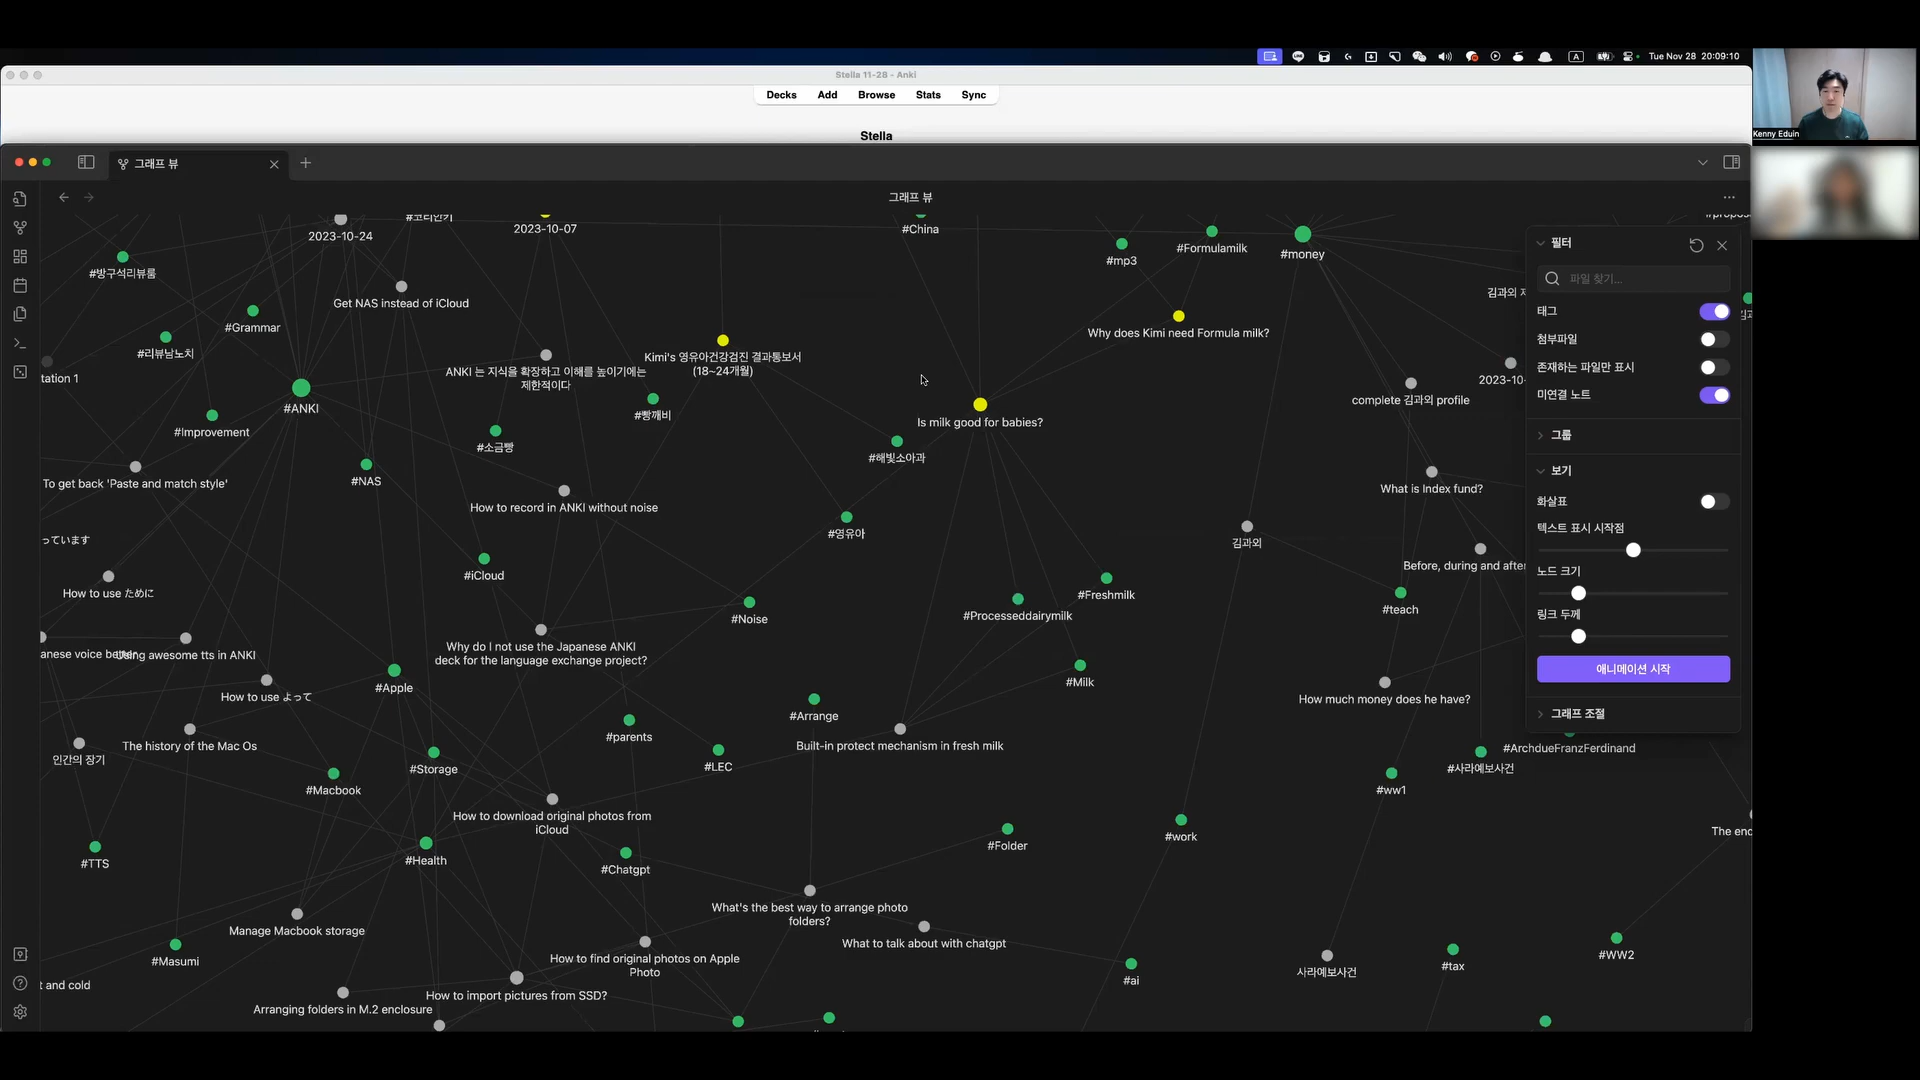 Tue Nov 28 20:09:10
Stella 11-28 - Anki
Decks Add Browse Stats Sync
Stella
Kenny Eduin
그래프 뷰
그래프 뷰
2023-10-24
2023-10-07
#China
#mp3
#Formulamilk
#money
#방구석리뷰룸
Get NAS instead of iCloud
#Grammar
#리뷰남노치
Why does Kimi need Formula milk?
Kimi's 영유아건강검진 결과통보서
(18~24개월)
ANKI 는 지식을 확장하고 이해를 높이기에는
제한적이다
tation 1
#ANKI
#빵깨비
2023-10-
complete 김과외 profile
#Improvement
#소금빵
Is milk good for babies?
#해빛소아과
To get back 'Paste and match style'
#NAS
How to record in ANKI without noise
What is Index fund?
#영유아
っています
김과외
#iCloud
Before, during and after
How to use ために
#Freshmilk
#teach
#Noise
#Processeddairymilk
anese voice better
Using awesome tts in ANKI
Why do I not use the Japanese ANKI
deck for the language exchange project?
#Apple
How to use よって
#Milk
How much money does he have?
#Arrange
인간의 장기
The history of the Mac Os
#parents
Built-in protect mechanism in fresh milk
#ArchdueFranzFerdinand
#Storage
#LEC
#사라예보사건
#Macbook
#ww1
How to download original photos from
iCloud
The end
#TTS
#Health
#Chatgpt
#Folder
#work
What's the best way to arrange photo
folders?
Manage Macbook storage
What to talk about with chatgpt
#Masumi
How to find original photos on Apple
Photo
사라예보사건
#tax
#WW2
t and cold
How to import pictures from SSD?
#ai
Arranging folders in M.2 enclosure
필터
파일 찾기...
태그
첨부파일
존재하는 파일만 표시
미연결 노트
그룹
보기
화살표
텍스트 표시 시작점
노드 크기
링크 두께
애니메이션 시작
그래프 조절